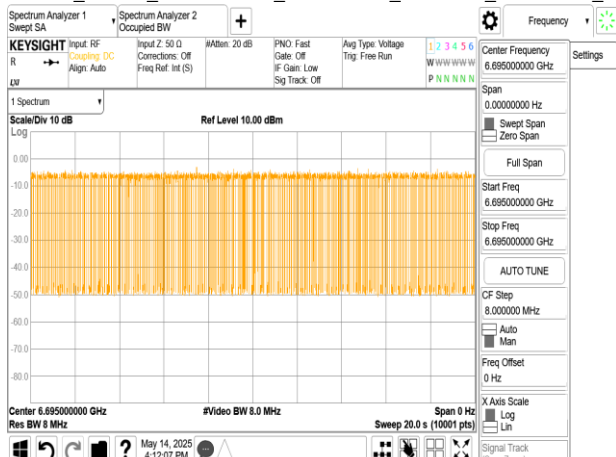 Spectrum Analyzer 1
Swept SA
Spectrum Analyzer 2
Occupied BW
+
Frequency
KEYSIGHT
R
Input: RF
Coupling: DC
Align: Auto
Input Z: 50 Ω
Corrections: Off
Freq Ref: Int (S)
#Atten: 20 dB
PNO: Fast
Gate: Off
IF Gain: Low
Sig Track: Off
Avg Type: Voltage
Trig: Free Run
1 2 3 4 5 6
W W W W W W
P N N N N N
1 Spectrum
Scale/Div 10 dB
Ref Level 10.00 dBm
Log
0.00
-10.0
-20.0
-30.0
-40.0
-50.0
-60.0
-70.0
-80.0
Center 6.695000000 GHz
#Video BW 8.0 MHz
Span 0 Hz
Res BW 8 MHz
Sweep 20.0 s (10001 pts)
May 14, 2025
4:12:07 PM
Center Frequency
6.695000000 GHz
Settings
Span
0.00000000 Hz
Swept Span
Zero Span
Full Span
Start Freq
6.695000000 GHz
Stop Freq
6.695000000 GHz
AUTO TUNE
CF Step
8.000000 MHz
Auto
Man
Freq Offset
0 Hz
X Axis Scale
Log
Lin
Signal Track